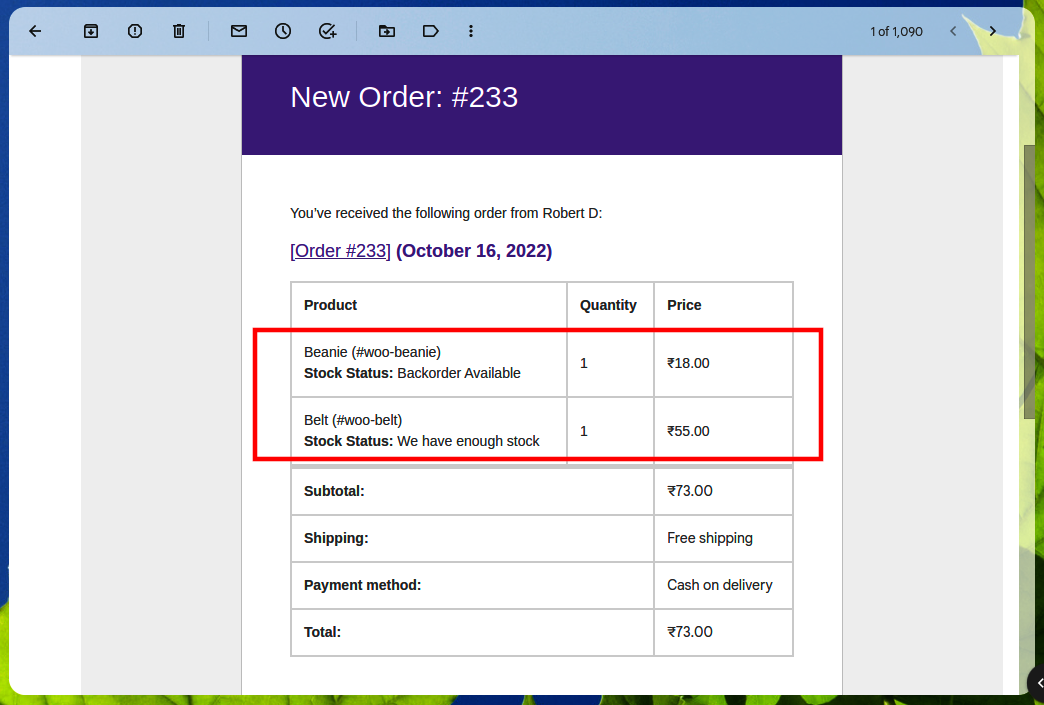 1 of 1,090
New Order: #233
You’ve received the following order from Robert D:
[Order #233] (October 16, 2022)
Product Quantity Price
Beanie (#woo-beanie)
Stock Status: Backorder Available
1 ₹18.00
Belt (#woo-belt)
Stock Status: We have enough stock
1 ₹55.00
Subtotal: ₹73.00
Shipping: Free shipping
Payment method: Cash on delivery
Total: ₹73.00